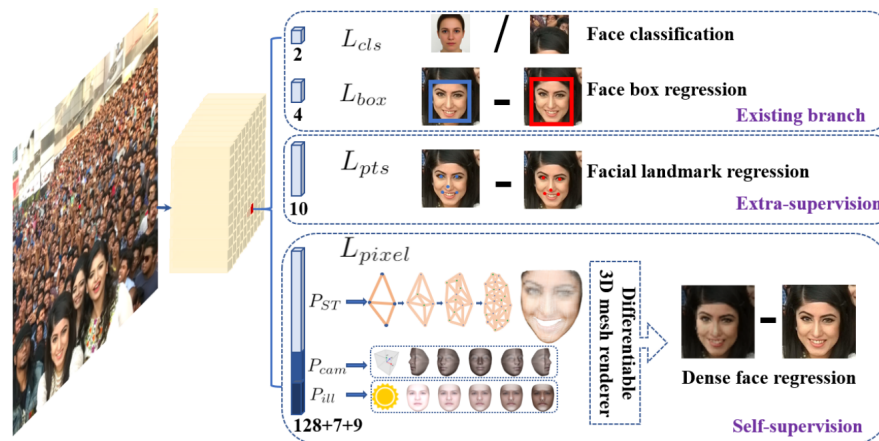 2
L_cls
/
Face classification
4
L_box
-
Face box regression
Existing branch
10
L_pts
-
Facial landmark regression
Extra-supervision
L_pixel
P_ST
P_cam
P_ill
128+7+9
Differentiable
3D mesh renderer
-
Dense face regression
Self-supervision